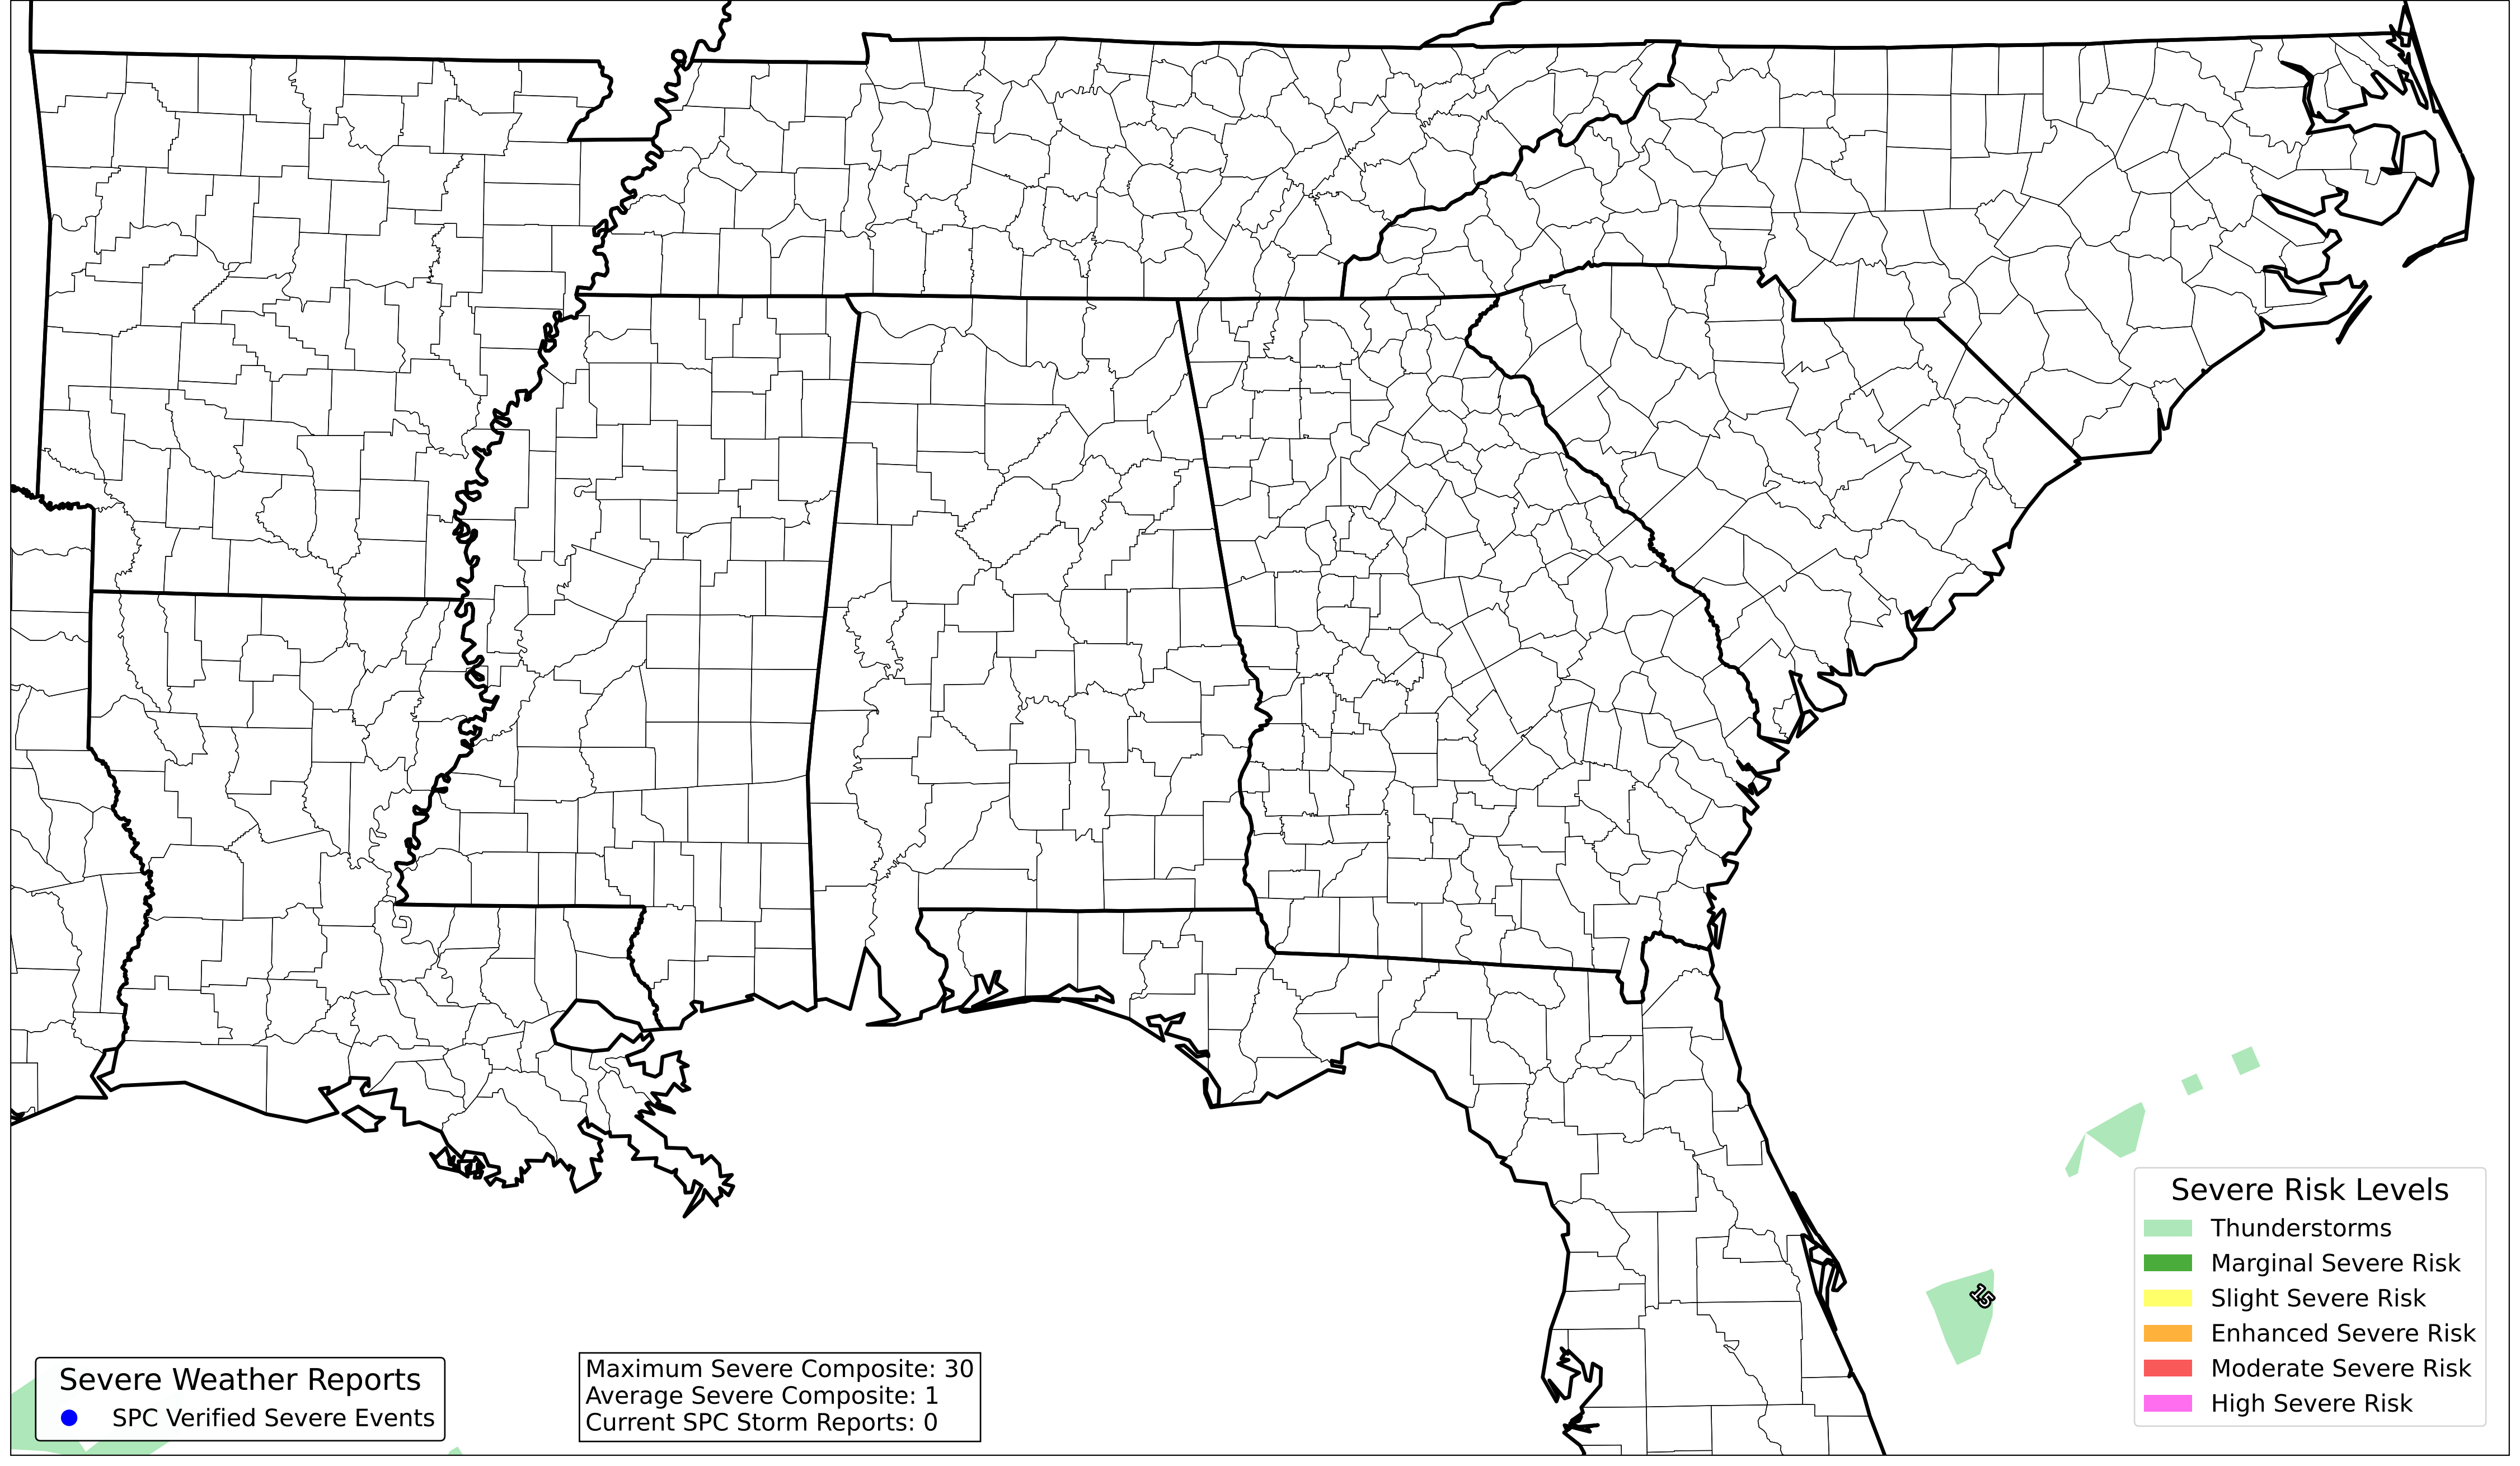 15
Severe Risk Levels
Thunderstorms
Marginal Severe Risk
Slight Severe Risk
Enhanced Severe Risk
Moderate Severe Risk
High Severe Risk
Severe Weather Reports
SPC Verified Severe Events
Maximum Severe Composite: 30
Average Severe Composite: 1
Current SPC Storm Reports: 0